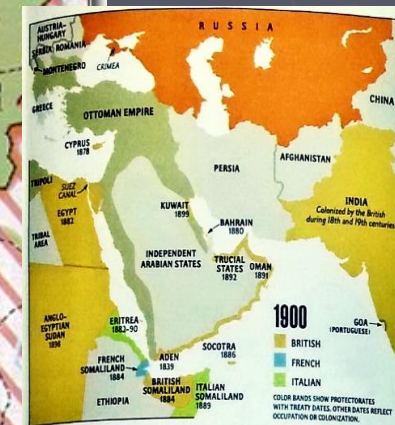 RUSSIA
AUSTRIA-
HUNGARY
SERBIA
ROMANIA
MONTENEGRO
CRIMEA
GREECE
OTTOMAN EMPIRE
CHINA
CYPRUS
1878
PERSIA
AFGHANISTAN
TRIPOLI
SUEZ
CANAL
EGYPT
1882
KUWAIT
1899
BAHRAIN
1880
INDIA
Colonized by the British
during 18th and 19th centuries
TRIBAL
AREA
INDEPENDENT
ARABIAN STATES
TRUCIAL
STATES
1892
OMAN
1891
ANGLO-
EGYPTIAN
SUDAN
ERITREA
1882-90
FRENCH
SOMALILAND
1884
ADEN
1839
SOCOTRA
1886
BRITISH
SOMALILAND
1884
ITALIAN
SOMALILAND
1889
ETHIOPIA
GOA
(PORTUGUESE)
1900
BRITISH
FRENCH
ITALIAN
COLOR BANDS SHOW PROTECTORATES
WITH TREATY DATES. OTHER DATES REFLECT
OCCUPATION OR COLONIZATION.